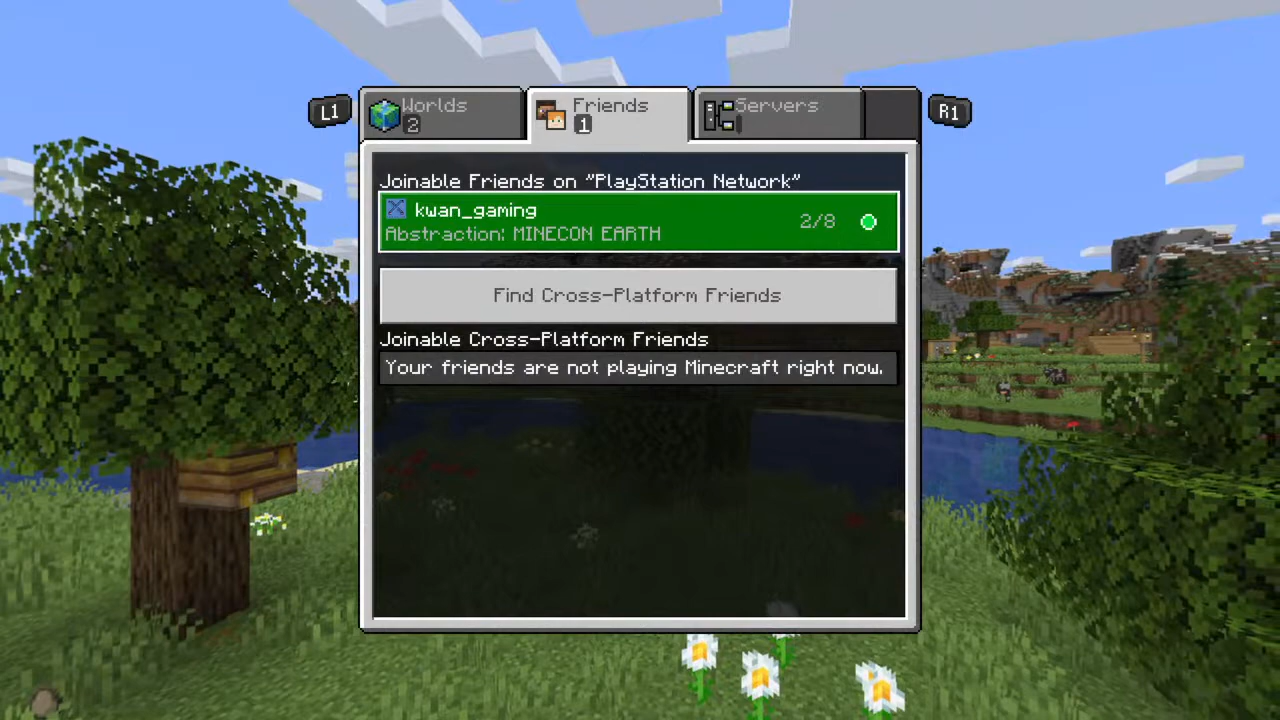 L1
Worlds
2
Friends
1
Servers
R1
Joinable Friends on "PlayStation Network"
kwan_gaming
Abstraction: MINECON EARTH
2/8
Find Cross-Platform Friends
Joinable Cross-Platform Friends
Your friends are not playing Minecraft right now.